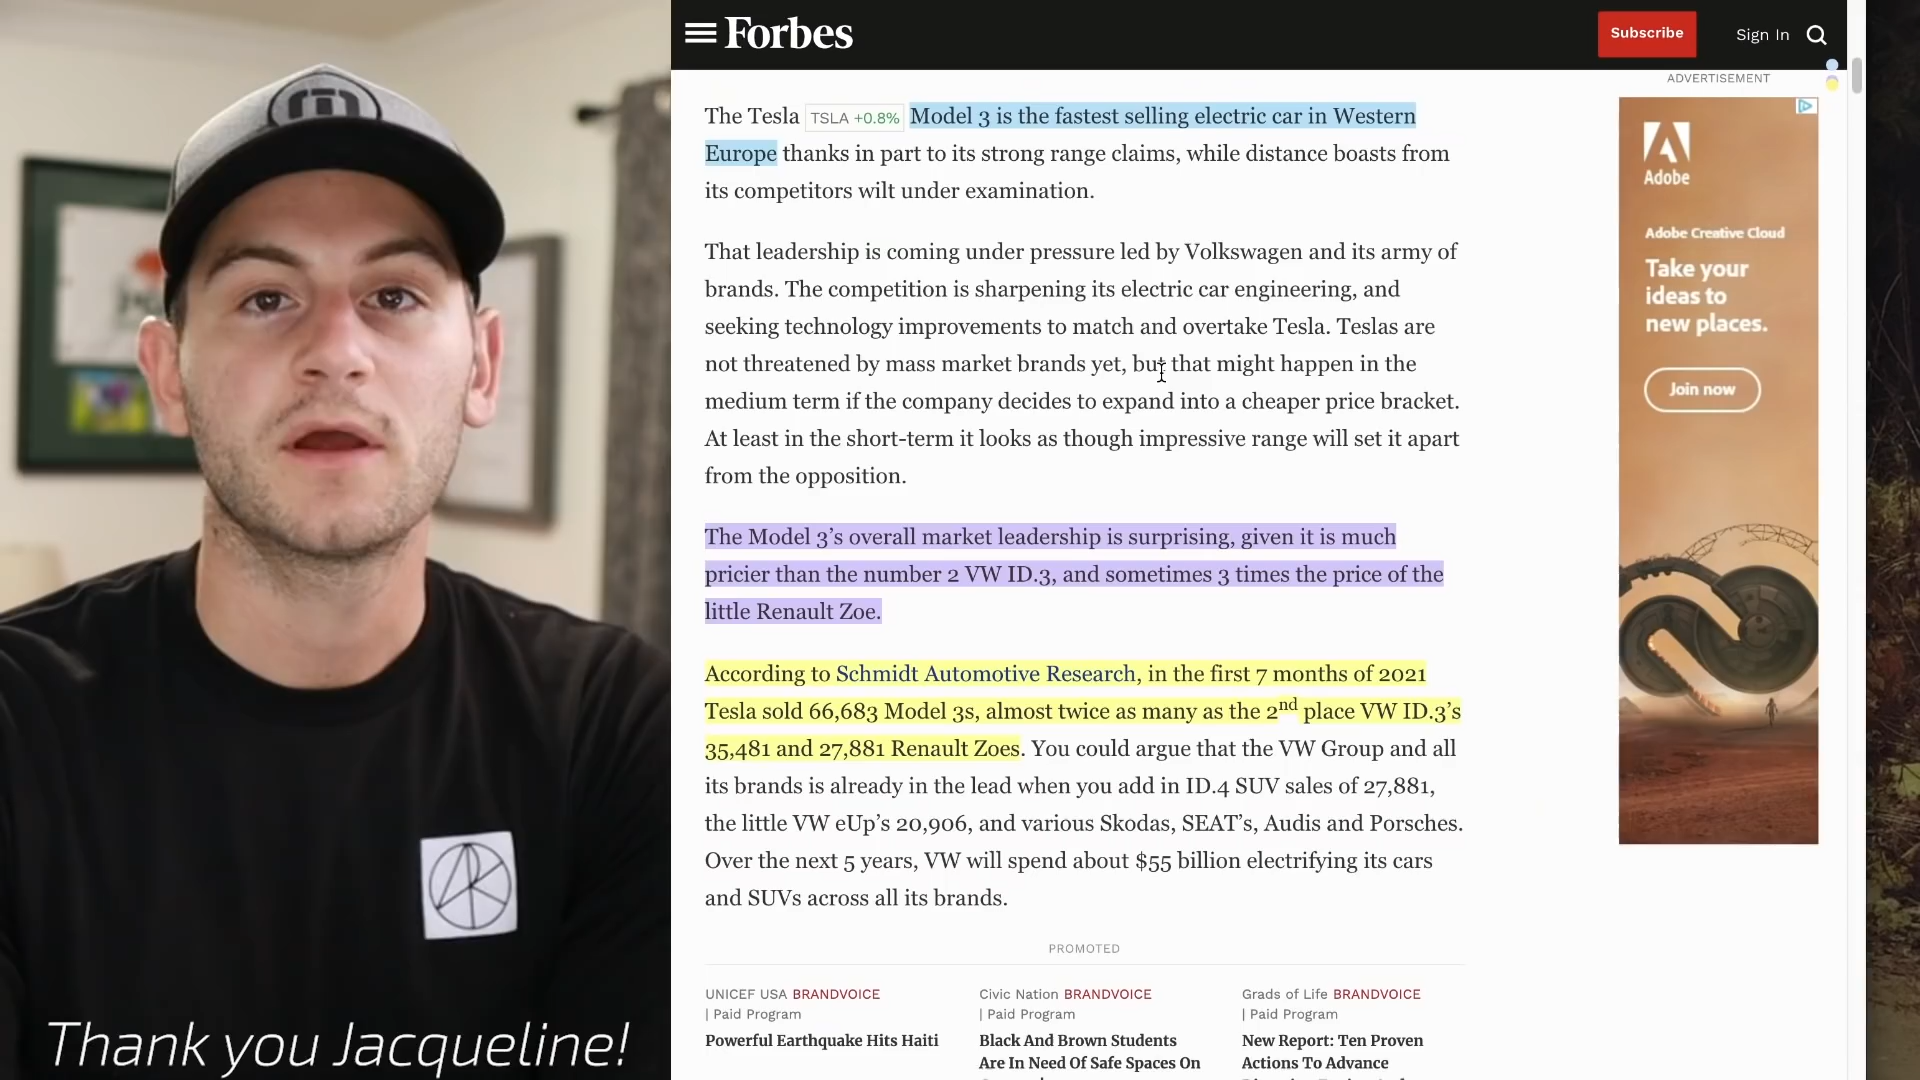 Forbes
Subscribe
Sign In
ADVERTISEMENT
The Tesla TSLA +0.8% Model 3 is the fastest selling electric car in Western
Europe thanks in part to its strong range claims, while distance boasts from
its competitors wilt under examination.
That leadership is coming under pressure led by Volkswagen and its army of
brands. The competition is sharpening its electric car engineering, and
seeking technology improvements to match and overtake Tesla. Teslas are
not threatened by mass market brands yet, but that might happen in the
medium term if the company decides to expand into a cheaper price bracket.
At least in the short-term it looks as though impressive range will set it apart
from the opposition.
The Model 3’s overall market leadership is surprising, given it is much
pricier than the number 2 VW ID.3, and sometimes 3 times the price of the
little Renault Zoe.
According to Schmidt Automotive Research, in the first 7 months of 2021
Tesla sold 66,683 Model 3s, almost twice as many as the 2nd place VW ID.3’s
35,481 and 27,881 Renault Zoes. You could argue that the VW Group and all
its brands is already in the lead when you add in ID.4 SUV sales of 27,881,
the little VW eUp’s 20,906, and various Skodas, SEAT’s, Audis and Porsches.
Over the next 5 years, VW will spend about $55 billion electrifying its cars
and SUVs across all its brands.
PROMOTED
UNICEF USA BRANDVOICE
| Paid Program
Powerful Earthquake Hits Haiti
Civic Nation BRANDVOICE
| Paid Program
Black And Brown Students
Are In Need Of Safe Spaces On
Grads of Life BRANDVOICE
| Paid Program
New Report: Ten Proven
Actions To Advance
Adobe
Adobe Creative Cloud
Take your
ideas to
new places.
Join now
Thank you Jacqueline!